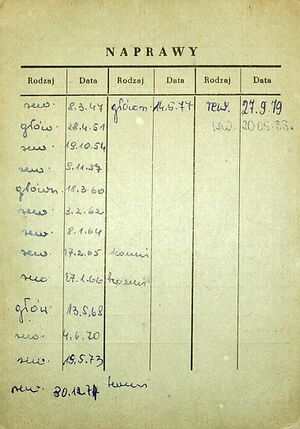 NAPRAWY
Rodzaj Data Rodzaj Data Rodzaj Data
rew. 8.3.47 główn. 14.5.77 rew. 27.9.79
głów. 28.4.51 20.05.83.
rew. 19.10.54
rew. 9.11.57
główn 18.3.60
rew. 3.2.62
rew. 8.1.64
rew. 17.2.65
rew. 27.1.66
głów. 13.5.68
rew. 4.6.70
rew. 19.5.73
rew. 30.12.74